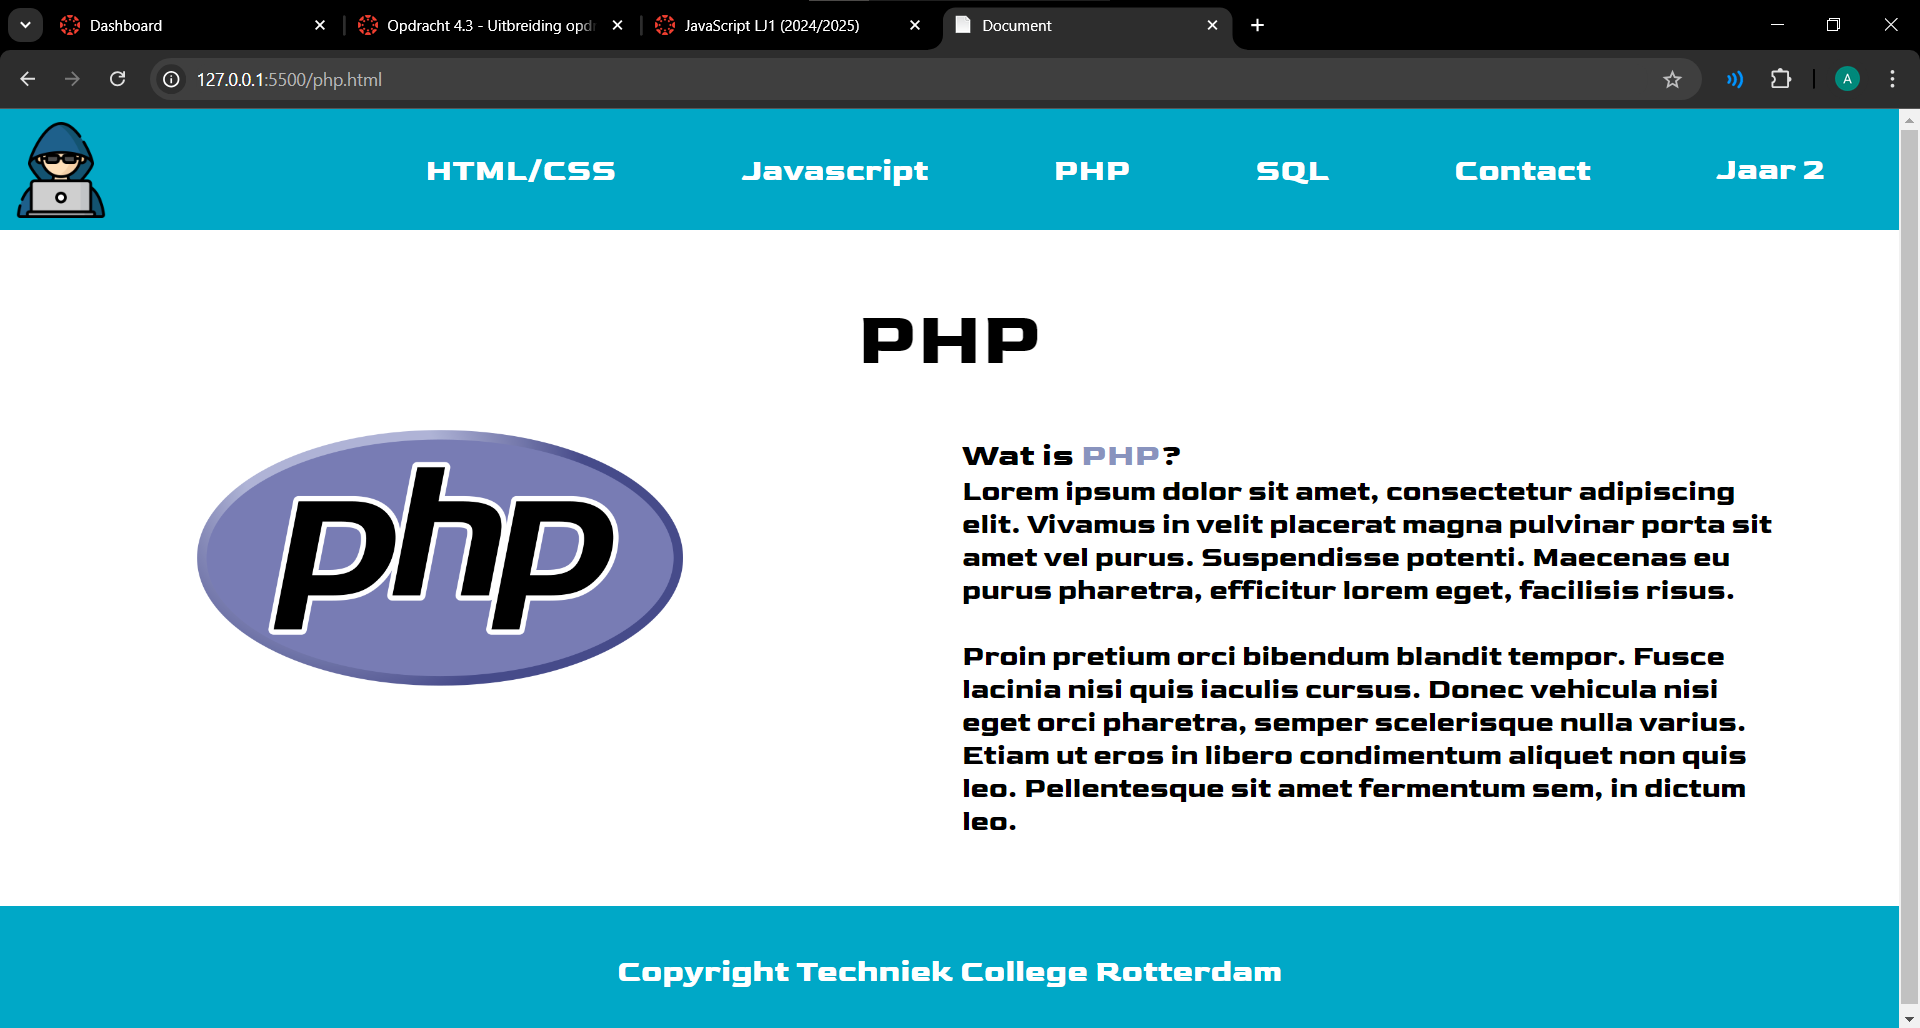 Dashboard
Opdracht 4.3 - Uitbreiding
JavaScript LJ1 (2024/2025)
Document
127.0.0.1:5500/php.html
A
HTML/CSS
Javascript
PHP
SQL
Contact
Jaar 2
PHP
php
Wat is PHP?
Lorem ipsum dolor sit amet, consectetur adipiscing
elit. Vivamus in velit placerat magna pulvinar porta sit
amet vel purus. Suspendisse potenti. Maecenas eu
purus pharetra, efficitur lorem eget, facilisis risus.
Proin pretium orci bibendum blandit tempor. Fusce
lacinia nisi quis iaculis cursus. Donec vehicula nisi
eget orci pharetra, semper scelerisque nulla varius.
Etiam ut eros in libero condimentum aliquet non quis
leo. Pellentesque sit amet fermentum sem, in dictum
leo.
Copyright Techniek College Rotterdam